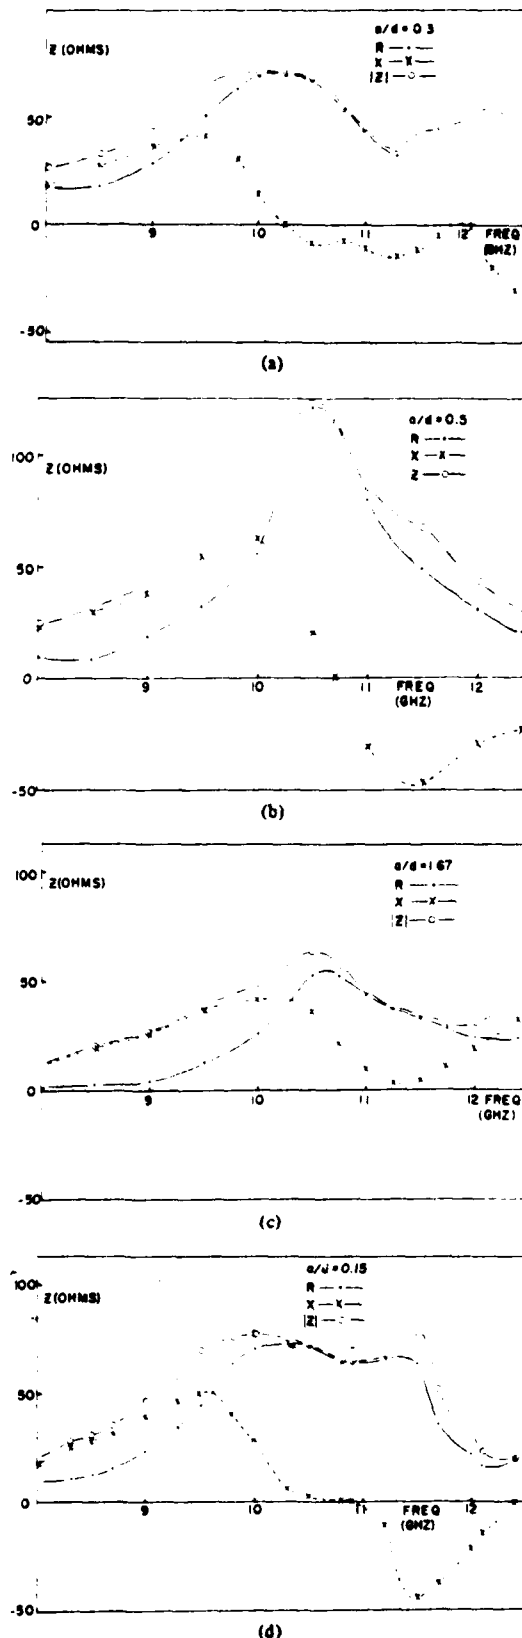 Z (OHMS)
a/d = 0.3
R
X X
|Z|
50
0
9 10 11 12 FREQ
(GHZ)
-50
(a)
Z (OHMS)
a/d = 0.5
R
X X
Z
100
50
0
9 10 11 FREQ 12
(GHZ)
-50
(b)
Z(OHMS)
a/d = 1.67
R
X X
|Z|
100
50
0
9 10 11 12 FREQ
(GHZ)
-50
(c)
Z(OHMS)
a/d = 0.15
R
X X
|Z|
100
50
0
9 10 11 FREQ 12
(GHZ)
-50
(d)